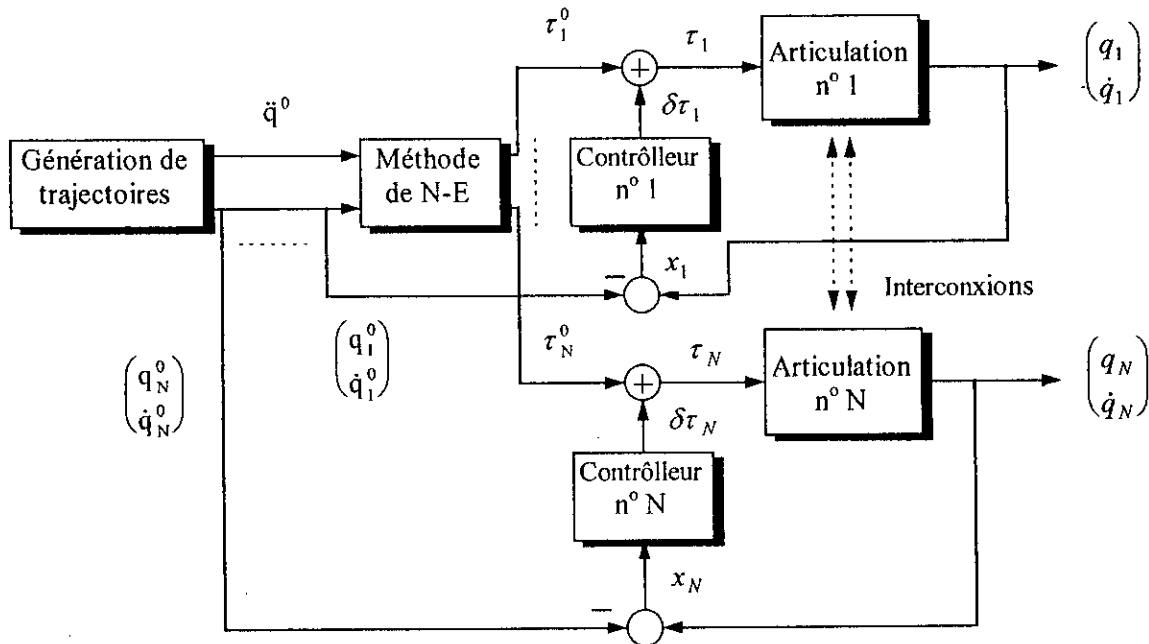 τ₁⁰
τ₁
Articulation
n° 1
(q₁
q̇₁)
q̈⁰
δτ₁
Génération de
trajectoires
Méthode
de N-E
Contrôlleur
n° 1
x₁
Interconxions
(q_N⁰
q̇_N⁰)
(q₁⁰
q̇₁⁰)
τ_N⁰
τ_N
Articulation
n° N
(q_N
q̇_N)
δτ_N
Contrôlleur
n° N
x_N